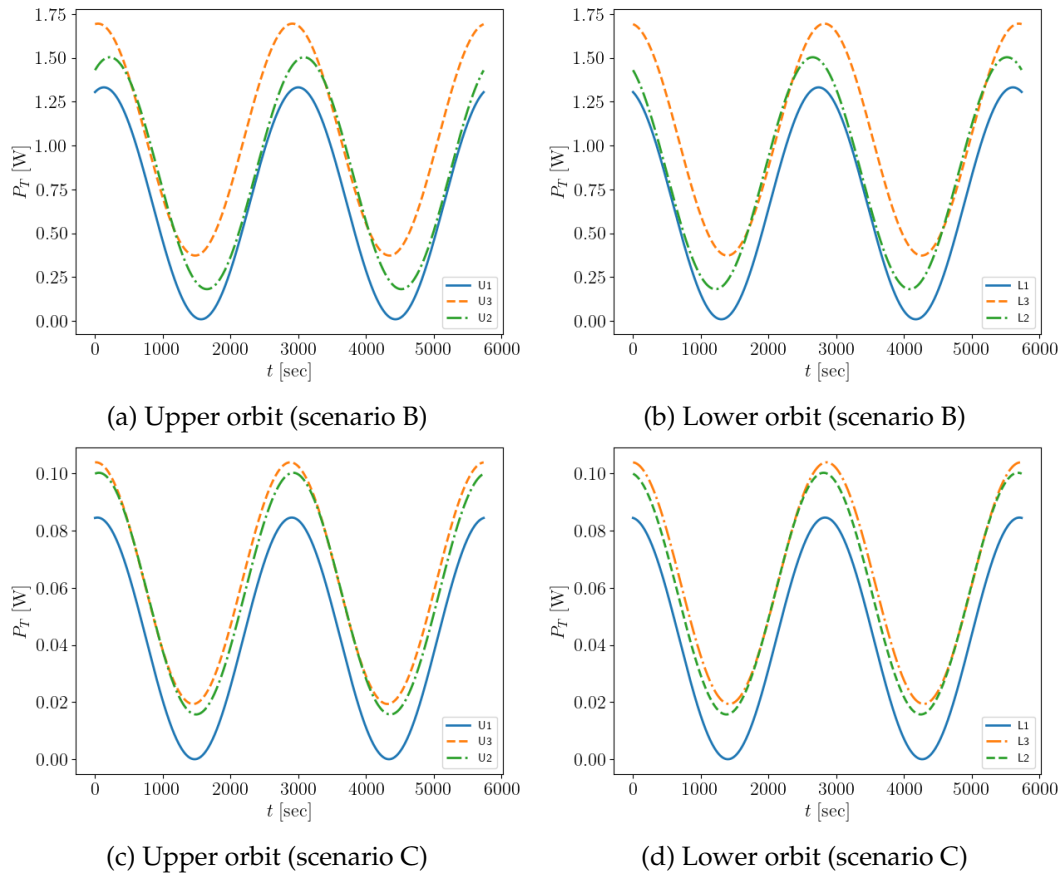 1.75
1.50
1.25
1.00
0.75
0.50
0.25
0.00
P_T [W]
0 1000 2000 3000 4000 5000 6000
t [sec]
U1
U3
U2
(a) Upper orbit (scenario B)
1.75
1.50
1.25
1.00
0.75
0.50
0.25
0.00
P_T [W]
0 1000 2000 3000 4000 5000 6000
t [sec]
L1
L3
L2
(b) Lower orbit (scenario B)
0.10
0.08
0.06
0.04
0.02
0.00
P_T [W]
0 1000 2000 3000 4000 5000 6000
t [sec]
U1
U3
U2
(c) Upper orbit (scenario C)
0.10
0.08
0.06
0.04
0.02
0.00
P_T [W]
0 1000 2000 3000 4000 5000 6000
t [sec]
L1
L3
L2
(d) Lower orbit (scenario C)